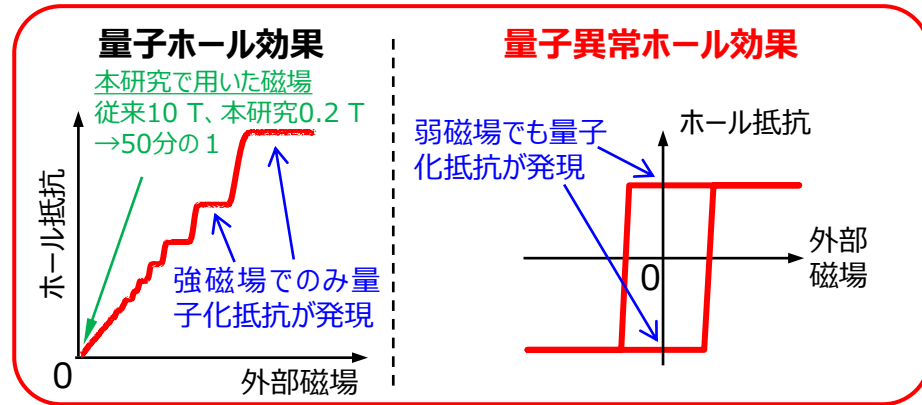 量子ホール効果
本研究で用いた磁場
従来10 T、本研究0.2 T
→50分の1
ホール抵抗
強磁場でのみ量
子化抵抗が発現
0
外部磁場
量子異常ホール効果
ホール抵抗
弱磁場でも量子
化抵抗が発現
0
外部
磁場